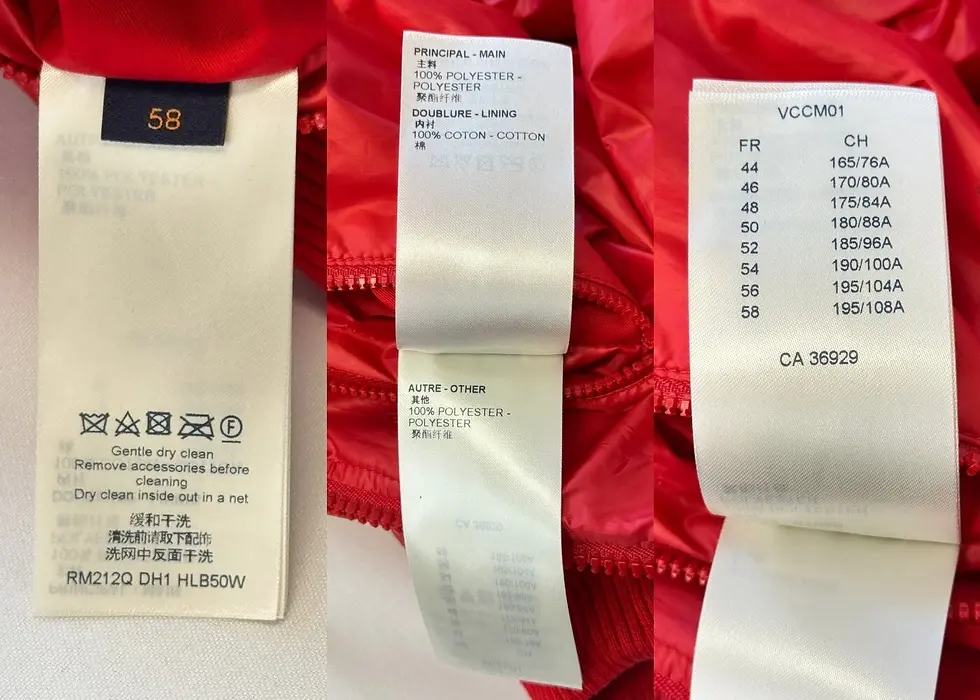 58
Gentle dry clean
Remove accessories before
cleaning
Dry clean inside out in a net
缓和干洗
清洗前请取下配饰
洗网中反面干洗
RM212Q DH1 HLB50W
PRINCIPAL - MAIN
主料
100% POLYESTER -
POLYESTER
聚酯纤维
DOUBLURE - LINING
内衬
100% COTON - COTTON
棉
AUTRE - OTHER
其他
100% POLYESTER -
POLYESTER
聚酯纤维
VCCM01
FR CH
44 165/76A
46 170/80A
48 175/84A
50 180/88A
52 185/96A
54 190/100A
56 195/104A
58 195/108A
CA 36929